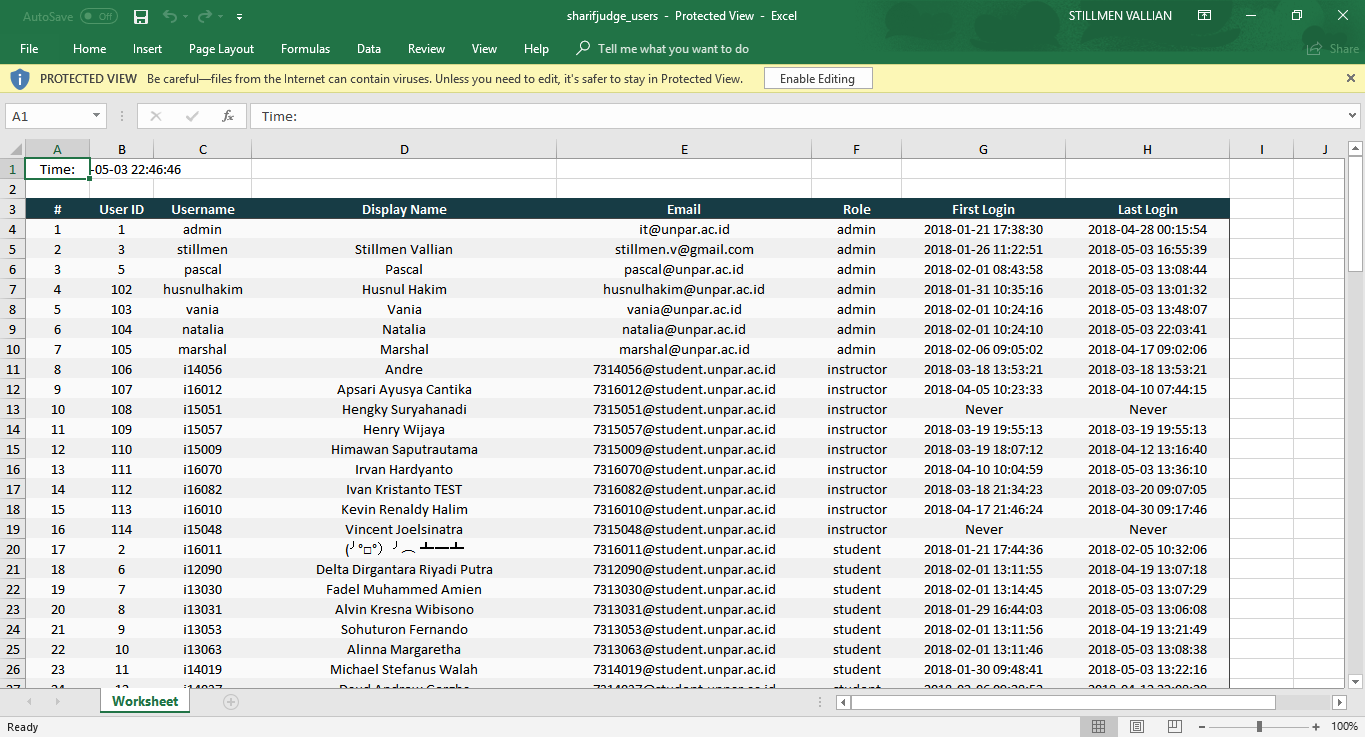 AutoSave Off sharifjudge_users - Protected View - Excel STILLMEN VALLIAN
File Home Insert Page Layout Formulas Data Review View Help Tell me what you want to do Share
PROTECTED VIEW Be careful—files from the Internet can contain viruses. Unless you need to edit, it's safer to stay in Protected View. Enable Editing
A1 fx Time:
A B C D E F G H I J
1 Time: -05-03 22:46:46
2
3 # User ID Username Display Name Email Role First Login Last Login
4 1 1 admin it@unpar.ac.id admin 2018-01-21 17:38:30 2018-04-28 00:15:54
5 2 3 stillmen Stillmen Vallian stillmen.v@gmail.com admin 2018-01-26 11:22:51 2018-05-03 16:55:39
6 3 5 pascal Pascal pascal@unpar.ac.id admin 2018-02-01 08:43:58 2018-05-03 13:08:44
7 4 102 husnulhakim Husnul Hakim husnulhakim@unpar.ac.id admin 2018-01-31 10:35:16 2018-05-03 13:01:32
8 5 103 vania Vania vania@unpar.ac.id admin 2018-02-01 10:24:16 2018-05-03 13:48:07
9 6 104 natalia Natalia natalia@unpar.ac.id admin 2018-02-01 10:24:10 2018-05-03 22:03:41
10 7 105 marshal Marshal marshal@unpar.ac.id admin 2018-02-06 09:05:02 2018-04-17 09:02:06
11 8 106 i14056 Andre 7314056@student.unpar.ac.id instructor 2018-03-18 13:53:21 2018-03-18 13:53:21
12 9 107 i16012 Apsari Ayusya Cantika 7316012@student.unpar.ac.id instructor 2018-04-05 10:23:33 2018-04-10 07:44:15
13 10 108 i15051 Hengky Suryahanadi 7315051@student.unpar.ac.id instructor Never Never
14 11 109 i15057 Henry Wijaya 7315057@student.unpar.ac.id instructor 2018-03-19 19:55:13 2018-03-19 19:55:13
15 12 110 i15009 Himawan Saputrautama 7315009@student.unpar.ac.id instructor 2018-03-19 18:07:12 2018-04-12 13:16:40
16 13 111 i16070 Irvan Hardyanto 7316070@student.unpar.ac.id instructor 2018-04-10 10:04:59 2018-05-03 13:36:10
17 14 112 i16082 Ivan Kristanto TEST 7316082@student.unpar.ac.id instructor 2018-03-18 21:34:23 2018-03-20 09:07:05
18 15 113 i16010 Kevin Renaldy Halim 7316010@student.unpar.ac.id instructor 2018-04-17 21:46:24 2018-04-30 09:17:46
19 16 114 i15048 Vincent Joelsinatra 7315048@student.unpar.ac.id instructor Never Never
20 17 2 i16011 (╯°□°）╯︵ ┻━┻ 7316011@student.unpar.ac.id student 2018-01-21 17:44:36 2018-02-05 10:32:06
21 18 6 i12090 Delta Dirgantara Riyadi Putra 7312090@student.unpar.ac.id student 2018-02-01 13:11:55 2018-04-19 13:07:18
22 19 7 i13030 Fadel Muhammed Amien 7313030@student.unpar.ac.id student 2018-02-01 13:14:45 2018-05-03 13:07:29
23 20 8 i13031 Alvin Kresna Wibisono 7313031@student.unpar.ac.id student 2018-01-29 16:44:03 2018-05-03 13:06:08
24 21 9 i13053 Sohuturon Fernando 7313053@student.unpar.ac.id student 2018-02-01 13:11:56 2018-04-19 13:21:49
25 22 10 i13063 Alinna Margaretha 7313063@student.unpar.ac.id student 2018-02-01 13:11:46 2018-05-03 13:08:38
26 23 11 i14019 Michael Stefanus Walah 7314019@student.unpar.ac.id student 2018-01-30 09:48:41 2018-05-03 13:22:16
Worksheet
Ready 100%